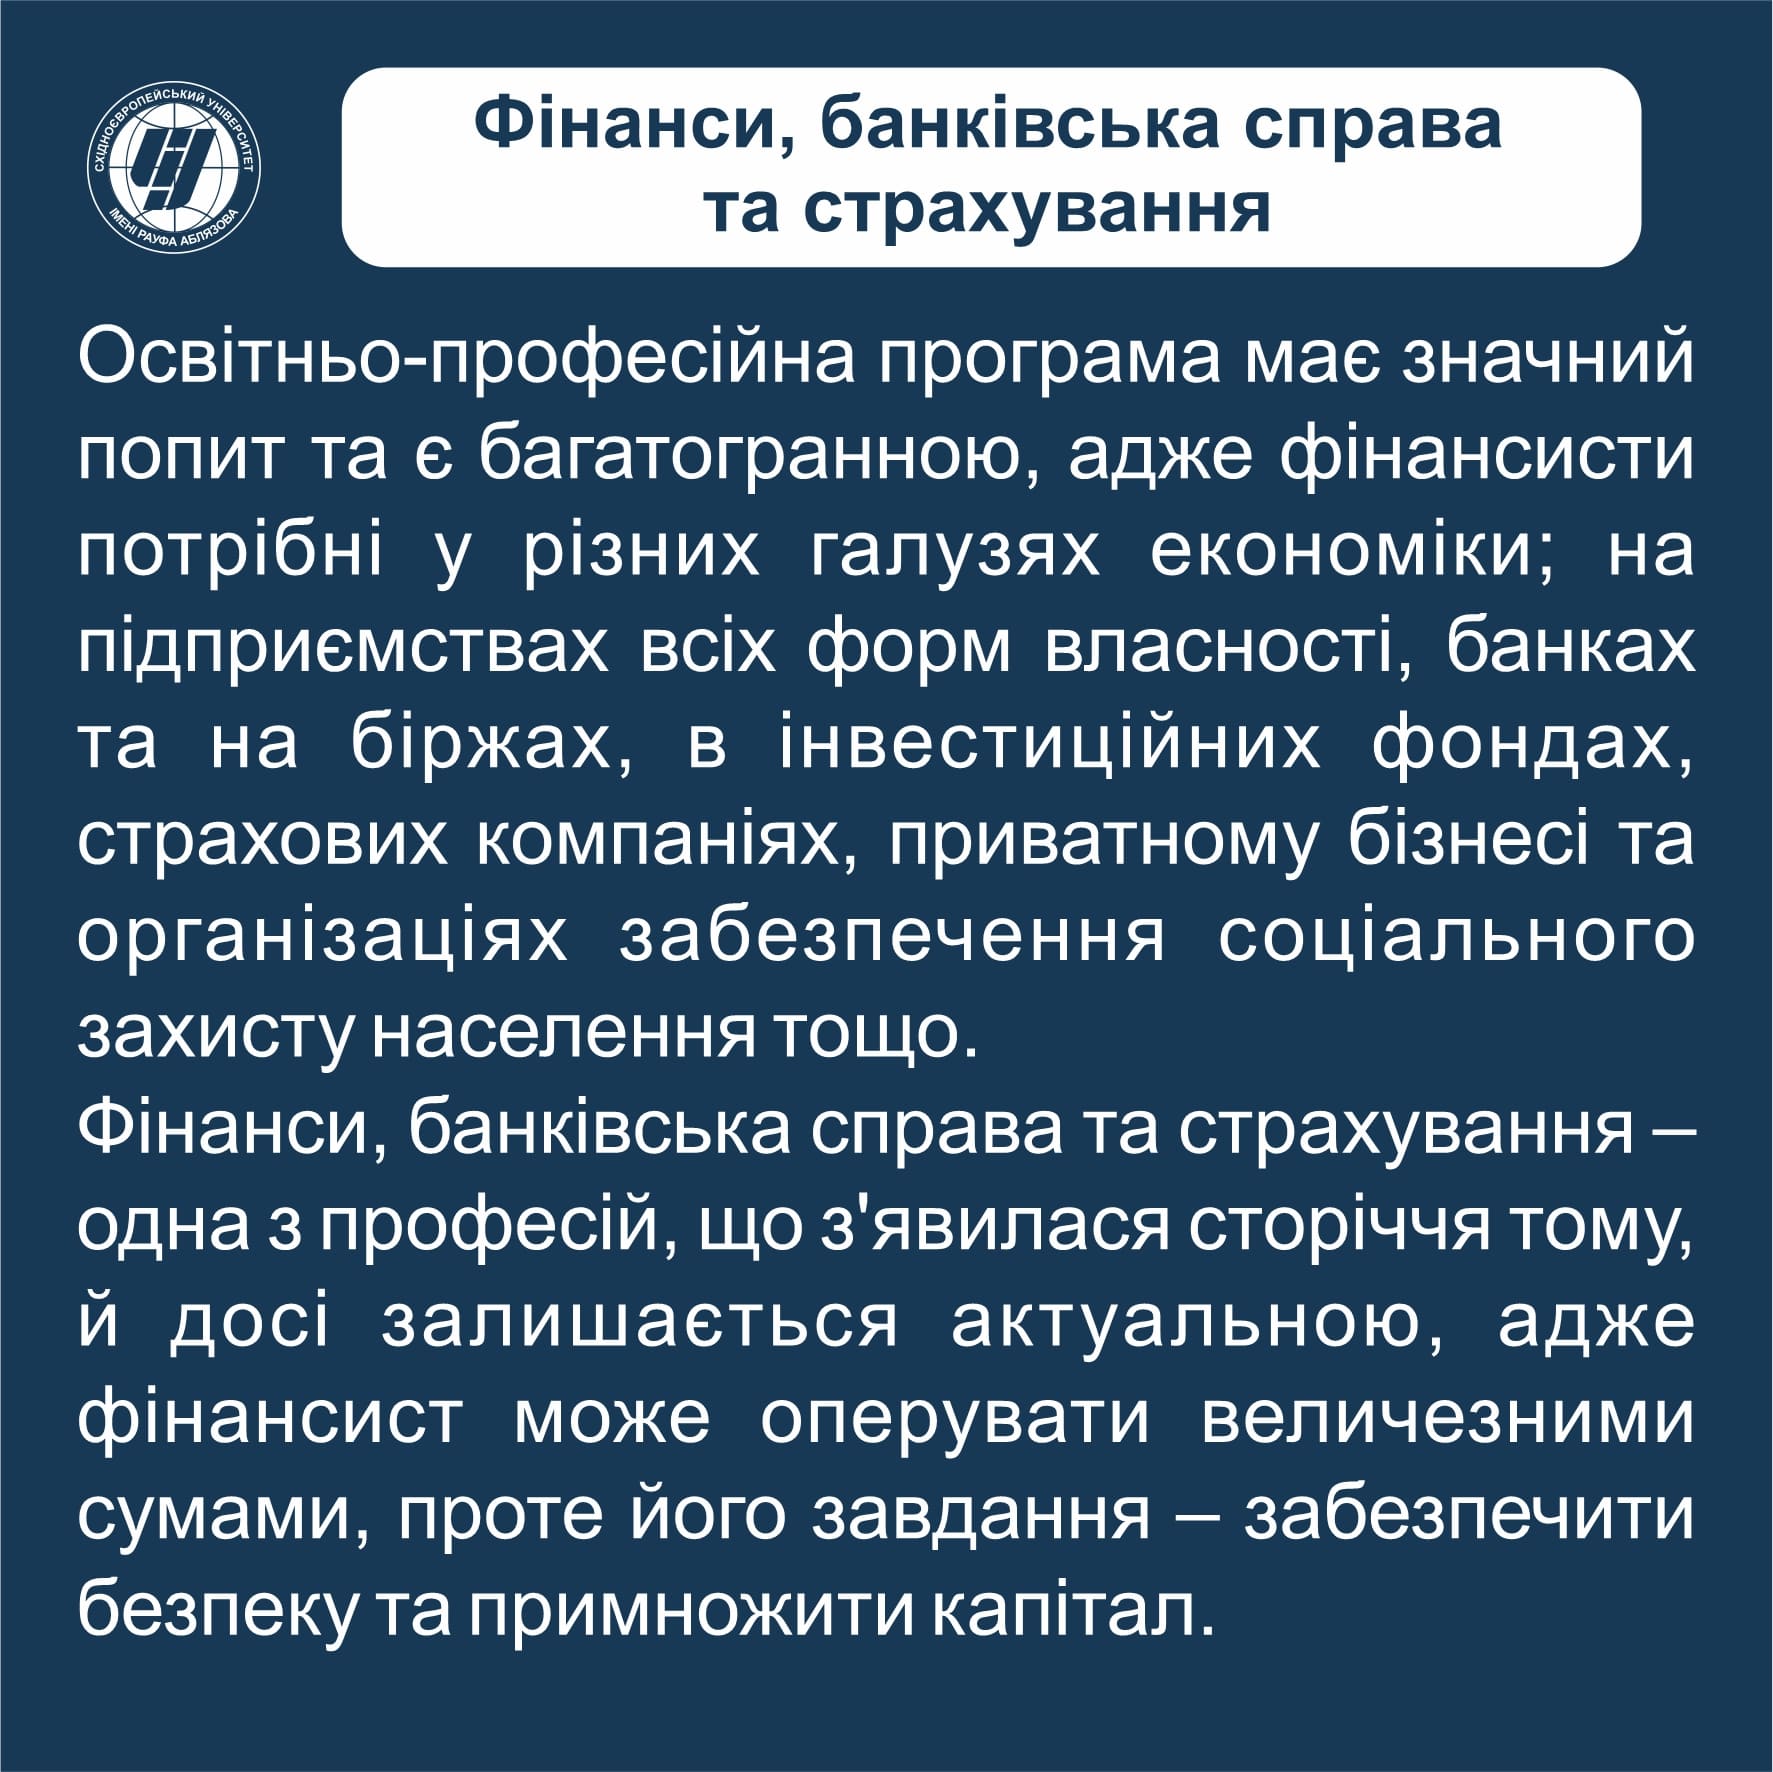 СХІДНОЄВРОПЕЙСЬКИЙ УНІВЕРСИТЕТ
ІМЕНІ РАУФА АБЛЯЗОВА
Фінанси, банківська справа
та страхування
Освітньо-професійна програма має значний
попит та є багатогранною, адже фінансисти
потрібні у різних галузях економіки; на
підприємствах всіх форм власності, банках
та на біржах, в інвестиційних фондах,
страхових компаніях, приватному бізнесі та
організаціях забезпечення соціального
захисту населення тощо.
Фінанси, банківська справа та страхування –
одна з професій, що з'явилася сторіччя тому,
й досі залишається актуальною, адже
фінансист може оперувати величезними
сумами, проте його завдання – забезпечити
безпеку та примножити капітал.